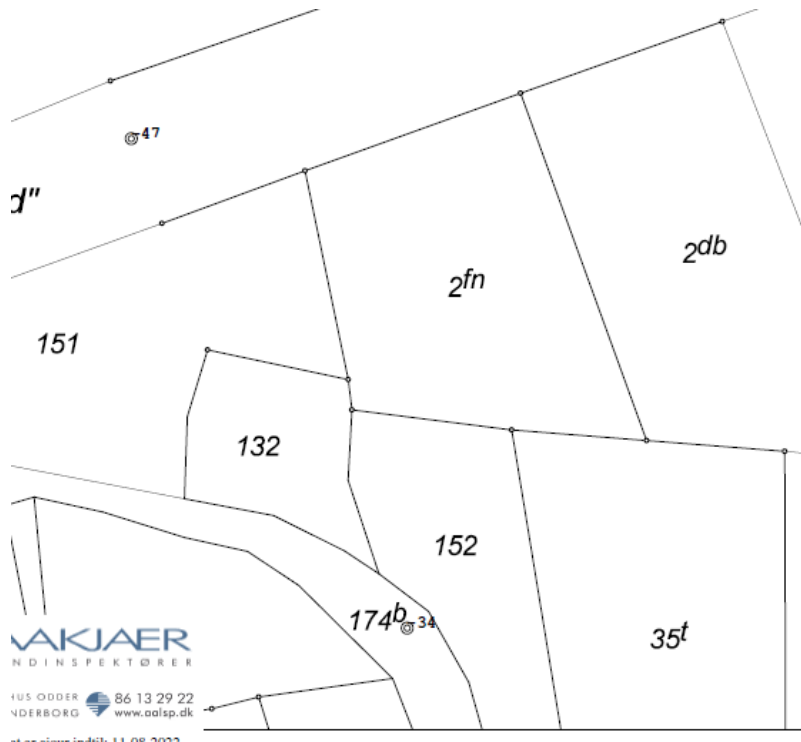 47
d"
2db
2fn
151
132
152
174b
34
35t
AKJAER
NDINSPEKTØRER
HUS ODDER
NDERBORG
86 13 29 22
www.aalsp.dk